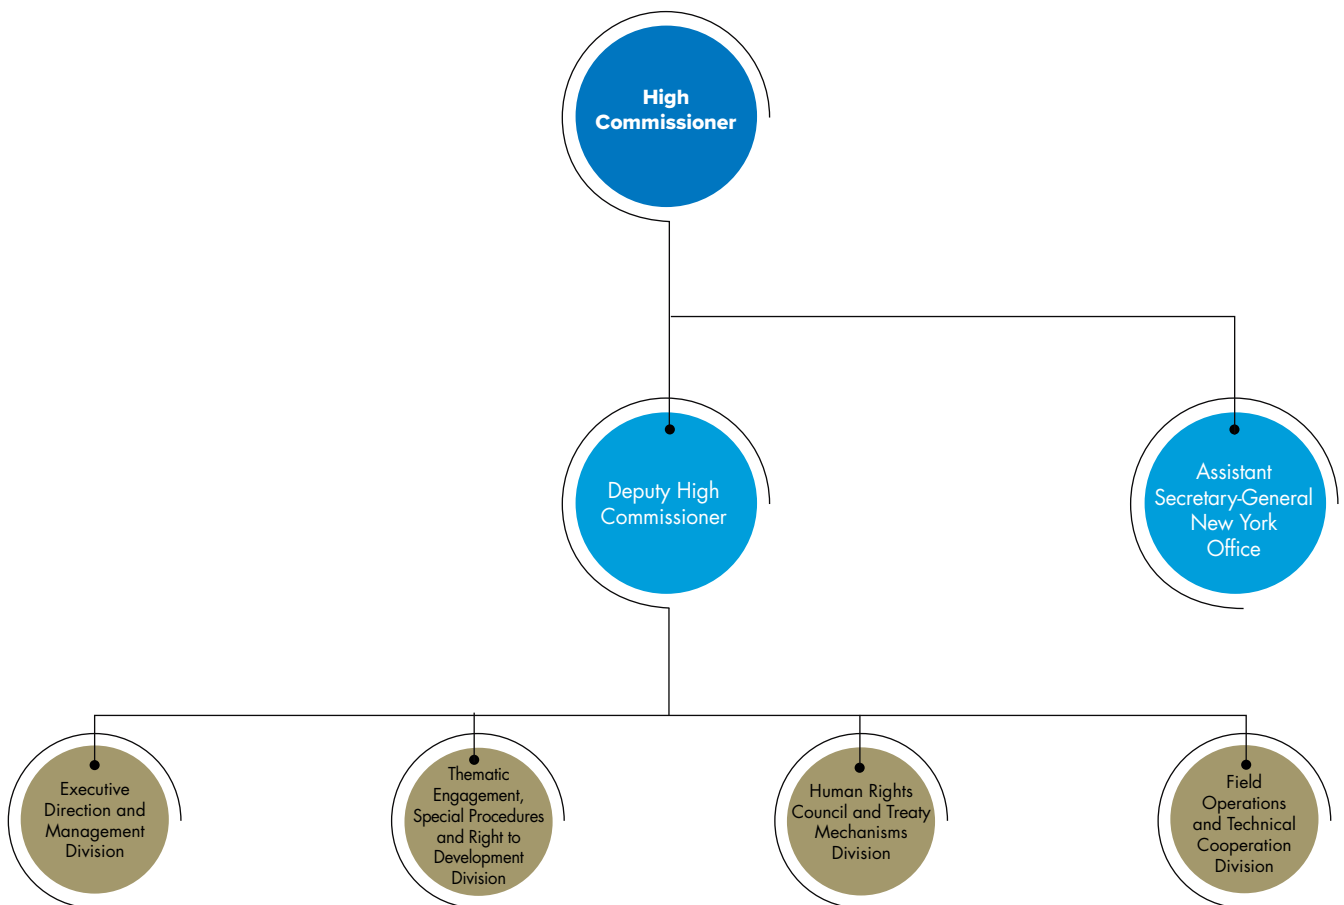 High
Commissioner
Deputy High
Commissioner
Assistant
Secretary-General
New York
Office
Executive
Direction and
Management
Division
Thematic
Engagement,
Special Procedures
and Right to
Development
Division
Human Rights
Council and Treaty
Mechanisms
Division
Field
Operations
and Technical
Cooperation
Division